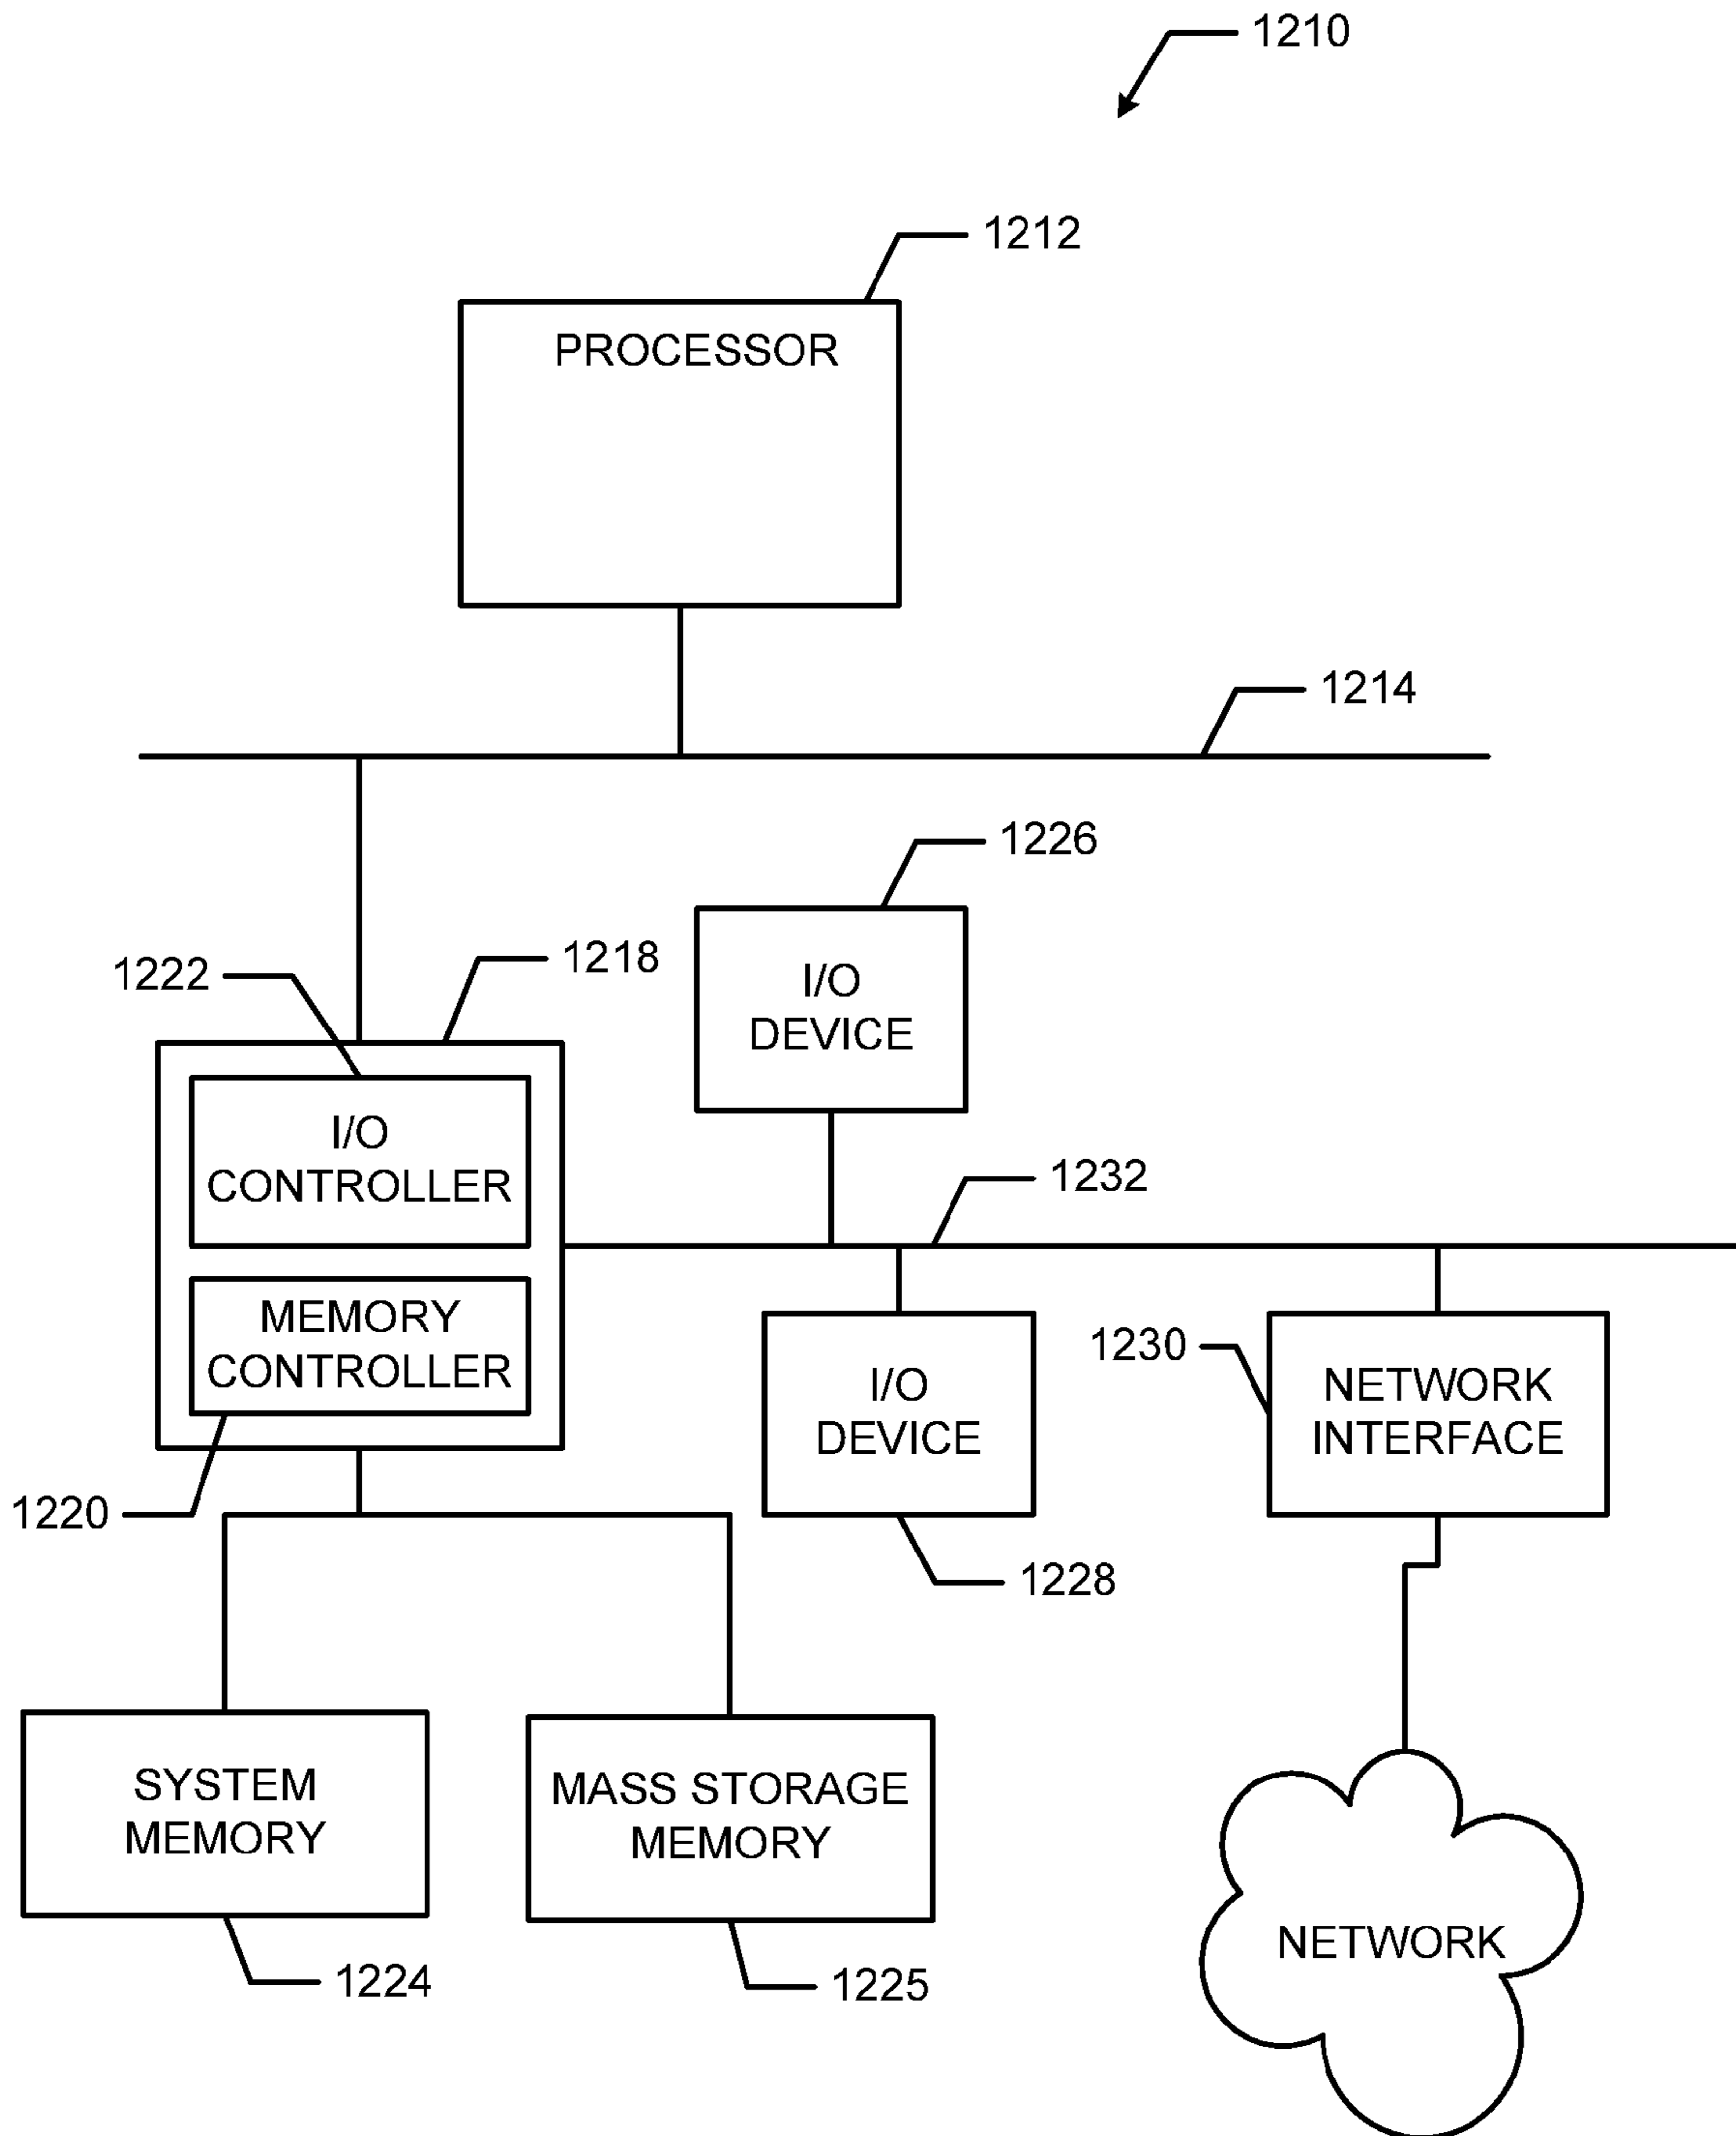 1210
1212
PROCESSOR
1214
1226
1222
1218
I/O
DEVICE
I/O
CONTROLLER
1232
MEMORY
CONTROLLER
1230
I/O
DEVICE
NETWORK
INTERFACE
1220
1228
SYSTEM
MEMORY
MASS STORAGE
MEMORY
NETWORK
1224
1225